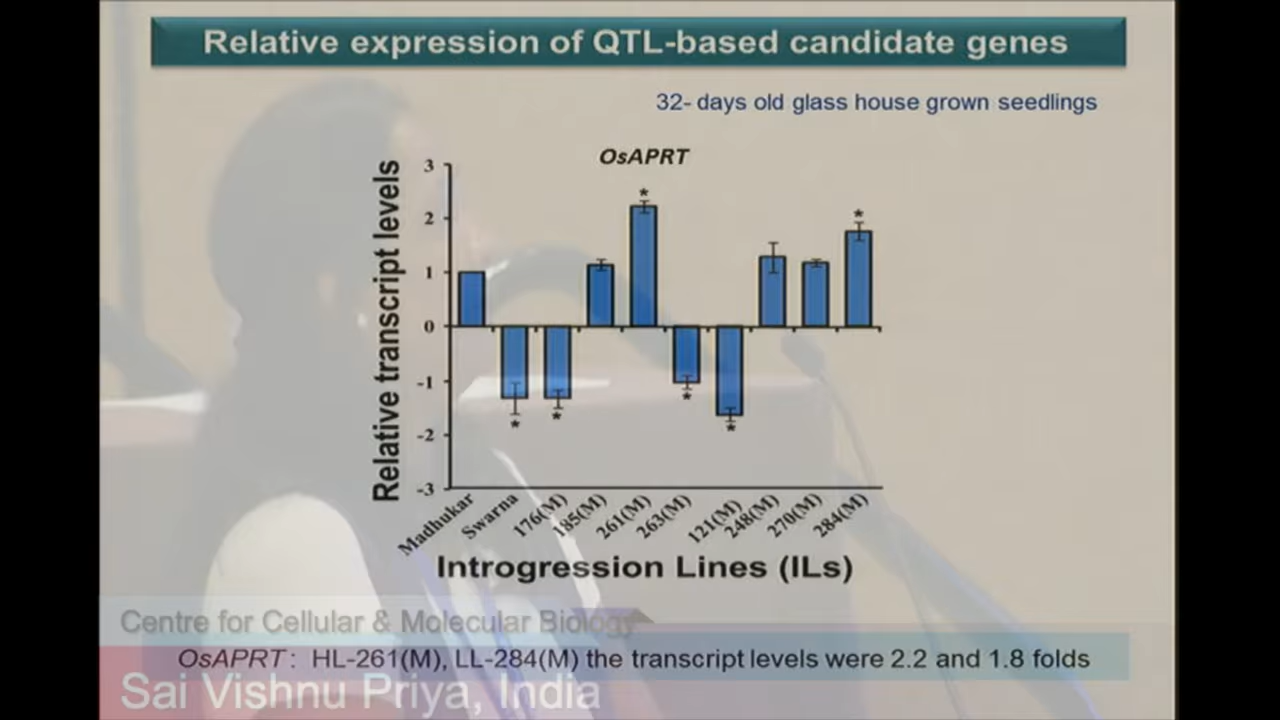 Relative expression of QTL-based candidate genes
32- days old glass house grown seedlings
OsAPRT
Relative transcript levels
3
2
1
0
-1
-2
-3
*
*
*
*
*
*
Madhukar
Swarna
176(M)
185(M)
261(M)
263(M)
121(M)
248(M)
270(M)
284(M)
Introgression Lines (ILs)
Centre for Cellular & Molecular Biology
OsAPRT : HL-261(M), LL-284(M) the transcript levels were 2.2 and 1.8 folds
Sai Vishnu Priya, India